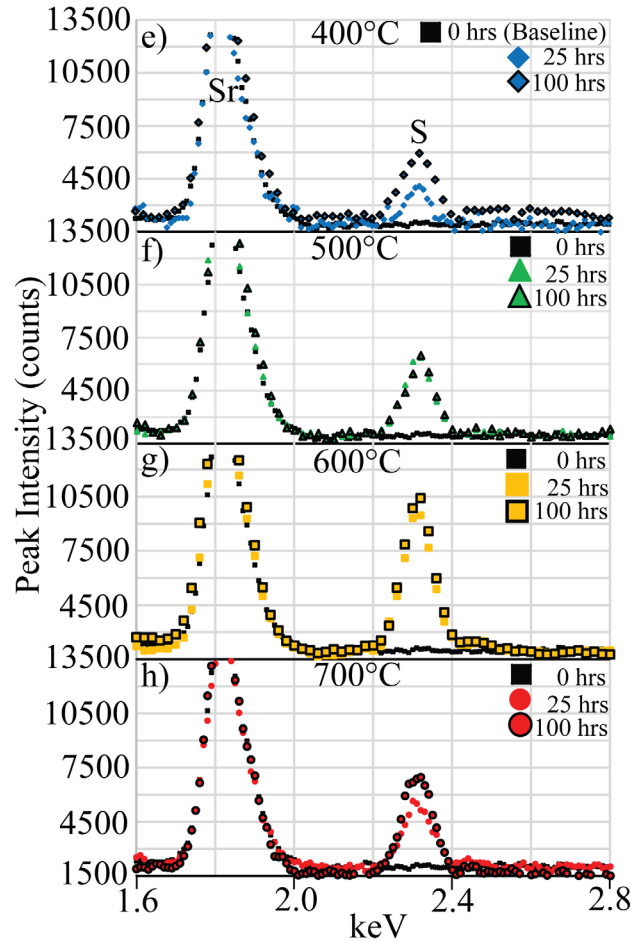 e) 400°C 0 hrs (Baseline)
25 hrs
100 hrs
Sr
S
13500
10500
7500
4500
13500
f) 500°C 0 hrs
25 hrs
100 hrs
10500
7500
4500
13500
g) 600°C 0 hrs
25 hrs
100 hrs
10500
7500
4500
13500
h) 700°C 0 hrs
25 hrs
100 hrs
10500
7500
4500
1500
Peak Intensity (counts)
1.6 2.0 2.4 2.8
keV